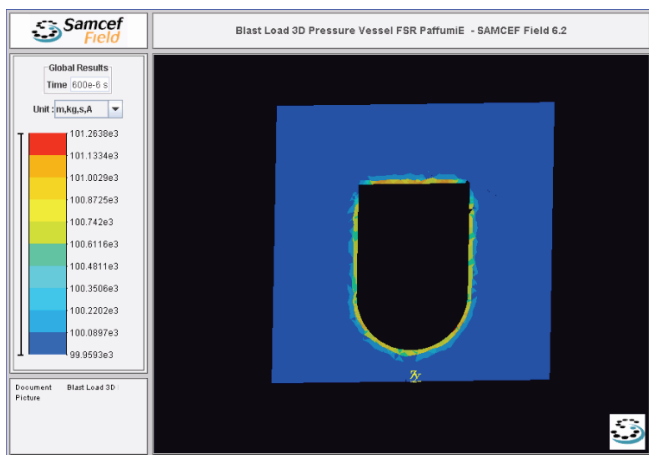 Samcef
Field
Blast Load 3D Pressure Vessel FSR PaffumiE - SAMCEF Field 6.2
Global Results
Time 600e-6 s
Unit : m,kg,s,A
101.2638e3
101.1334e3
101.0029e3
100.8725e3
100.742e3
100.6116e3
100.4811e3
100.3506e3
100.2202e3
100.0897e3
99.9593e3
Document Blast Load 3D :
Picture